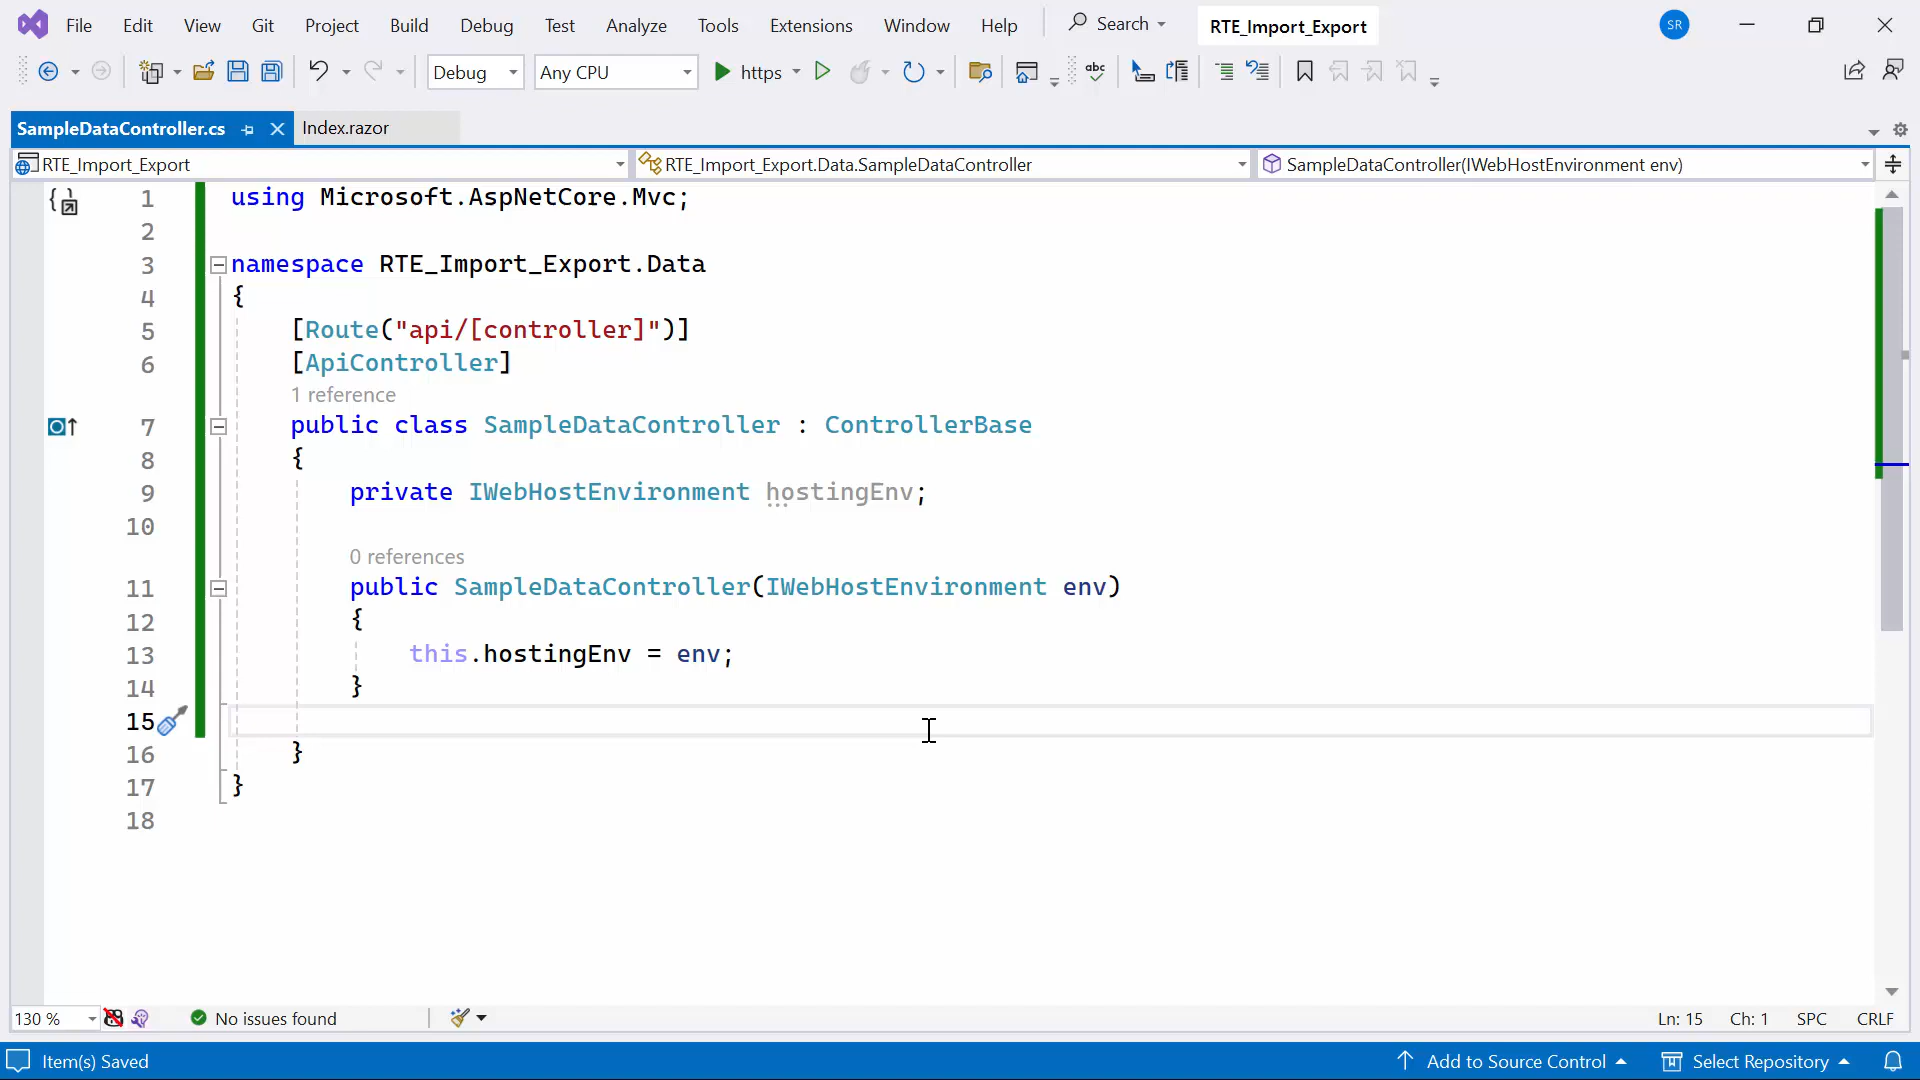 File Edit View Git Project Build Debug Test Analyze Tools Extensions Window Help Search RTE_Import_Export SR
Debug Any CPU https abc
SampleDataController.cs Index.razor
RTE_Import_Export RTE_Import_Export.Data.SampleDataController SampleDataController(IWebHostEnvironment env)
1 using Microsoft.AspNetCore.Mvc;
2
3 namespace RTE_Import_Export.Data
4 {
5 [Route("api/[controller]")]
6 [ApiController]
1 reference
7 public class SampleDataController : ControllerBase
8 {
9 private IWebHostEnvironment hostingEnv;
10
0 references
11 public SampleDataController(IWebHostEnvironment env)
12 {
13 this.hostingEnv = env;
14 }
15
16 }
17 }
18
130 % No issues found Ln: 15 Ch: 1 SPC CRLF
Item(s) Saved Add to Source Control Select Repository